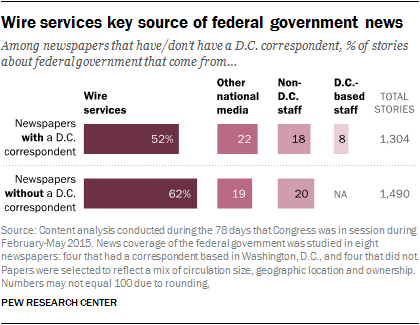 Wire services key source of federal government news
Among newspapers that have/don't have a D.C. correspondent, % of stories
about federal government that come from...
Wire
services
Other
national
media
Non-
D.C.
staff
D.C.-
based
staff
TOTAL
STORIES
Newspapers
with a D.C.
correspondent
52%
22
18
8
1,304
Newspapers
without a D.C.
correspondent
62%
19
20
NA
1,490
Source: Content analysis conducted during the 78 days that Congress was in session during
February-May 2015. News coverage of the federal government was studied in eight
newspapers: four that had a correspondent based in Washington, D.C., and four that did not.
Papers were selected to reflect a mix of circulation size, geographic location and ownership.
Numbers may not equal 100 due to rounding,
PEW RESEARCH CENTER